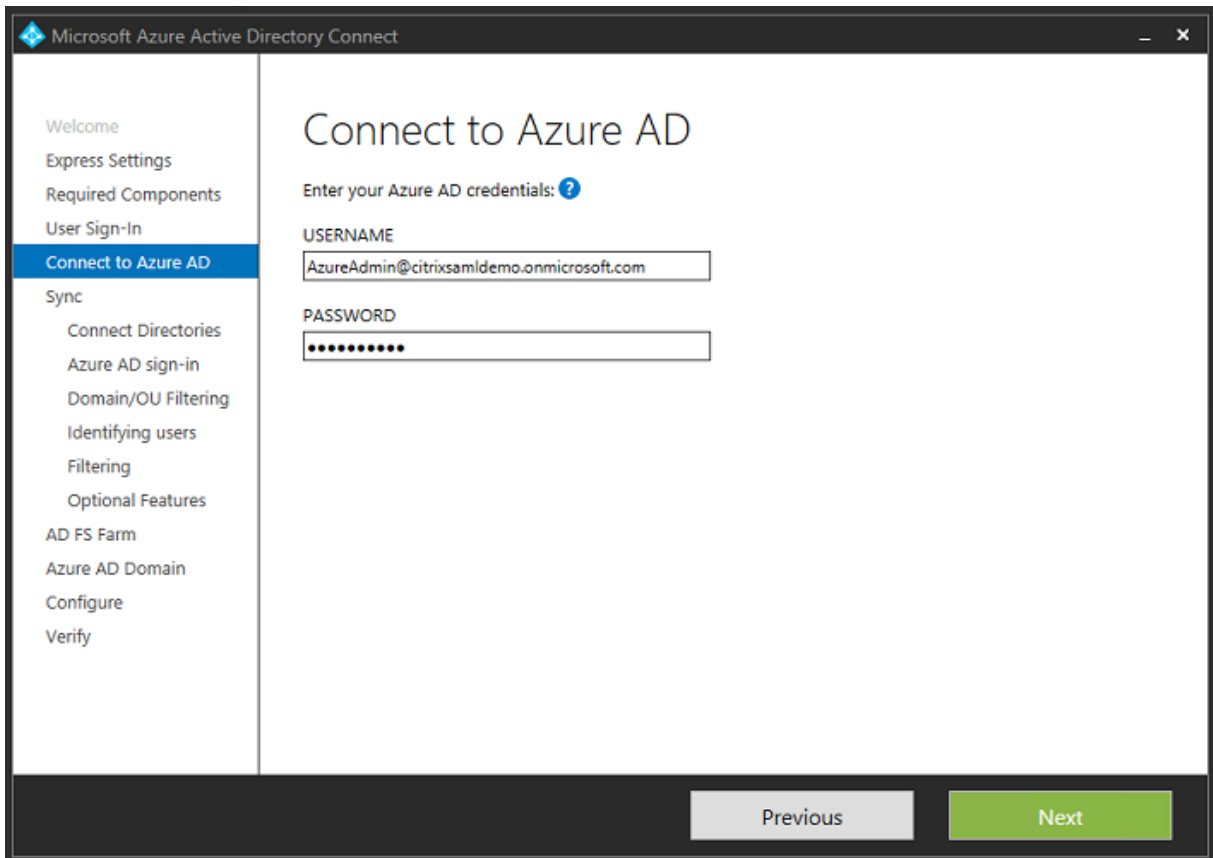 Microsoft Azure Active Directory Connect
Welcome
Express Settings
Required Components
User Sign-In
Connect to Azure AD
Sync
Connect Directories
Azure AD sign-in
Domain/OU Filtering
Identifying users
Filtering
Optional Features
AD FS Farm
Azure AD Domain
Configure
Verify
Connect to Azure AD
Enter your Azure AD credentials: ?
USERNAME
AzureAdmin@citrixsamldemo.onmicrosoft.com
PASSWORD
••••••••••
Previous
Next